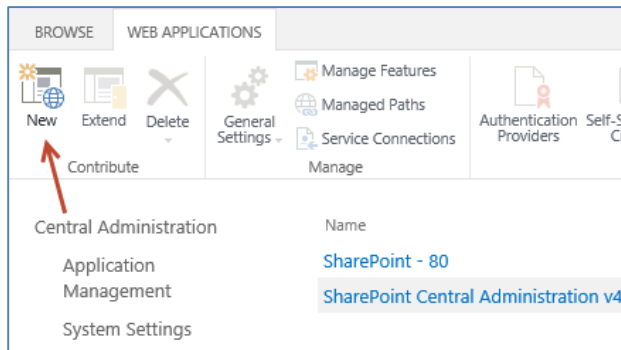 BROWSE WEB APPLICATIONS
New Extend Delete
General
Settings
Manage Features
Managed Paths
Service Connections
Authentication
Providers
Contribute
Manage
Central Administration
Application
Management
System Settings
Name
SharePoint - 80
SharePoint Central Administration v4